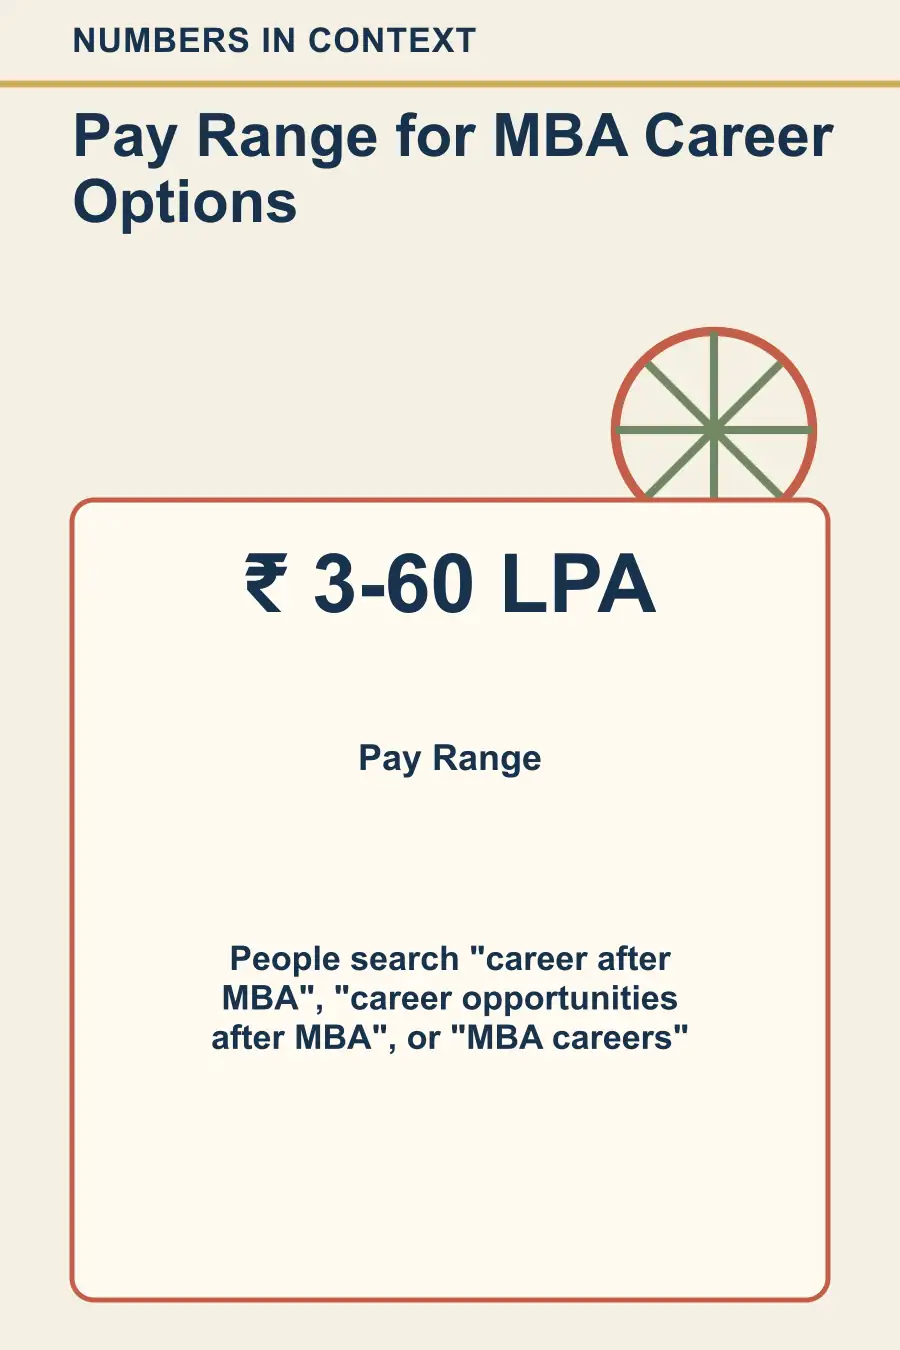 NUMBERS IN CONTEXT
Pay Range for MBA Career
Options
₹ 3-60 LPA
Pay Range
People search "career after
MBA", "career opportunities
after MBA", or "MBA careers"